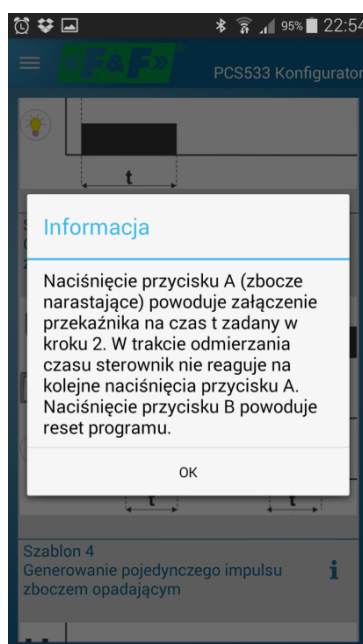 95% 22:54
«F&F»
PCS533 Konfigurator
t
Informacja
Naciśnięcie przycisku A (zbocze
narastające) powoduje załączenie
przekaźnika na czas t zadany w
kroku 2. W trakcie odmierzania
czasu sterownik nie reaguje na
kolejne naciśnięcia przycisku A.
Naciśnięcie przycisku B powoduje
reset programu.
OK
t t
Szablon 4
Generowanie pojedynczego impulsu
zboczem opadającym
i